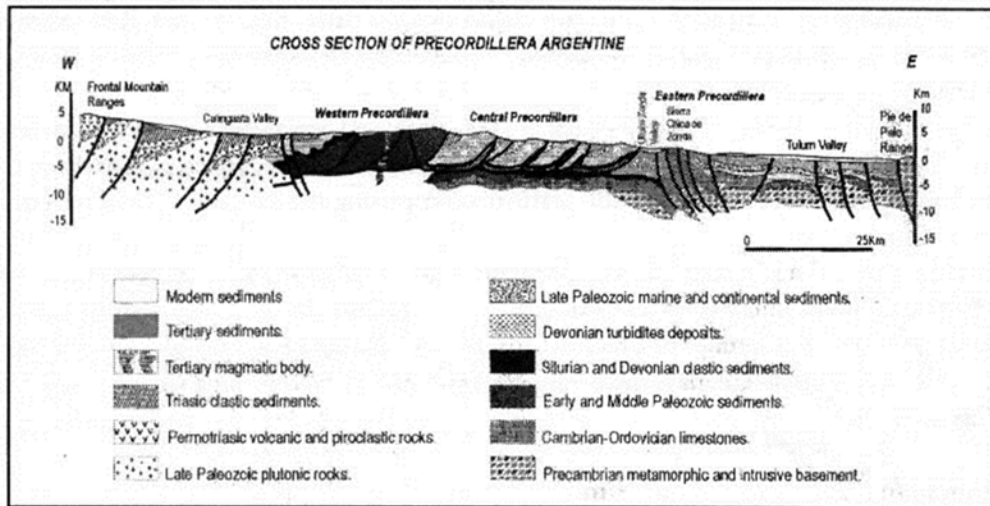 CROSS SECTION OF PRECORDILLERA ARGENTINE
W
E
KM
Frontal Mountain
Ranges
Calingasta Valley
Western Precordillera
Central Precordillera
Eastern Precordillera
Ullum-Zonda
Valley
Sierra
Chica de
Zonda
Tulum Valley
Pie de
Palo
Range
Km
5
0
-5
-10
-15
10
5
0
-5
-10
-15
0
25Km
Modern sediments
Tertiary sediments.
Tertiary magmatic body.
Triasic clastic sediments.
Permotriasic volcanic and piroclastic rocks.
Late Paleozoic plutonic rocks.
Late Paleozoic marine and continental sediments.
Devonian turbidites deposits.
Silurian and Devonian clastic sediments.
Early and Middle Paleozoic sediments.
Cambrian-Ordovician limestones.
Precambrian metamorphic and intrusive basement.